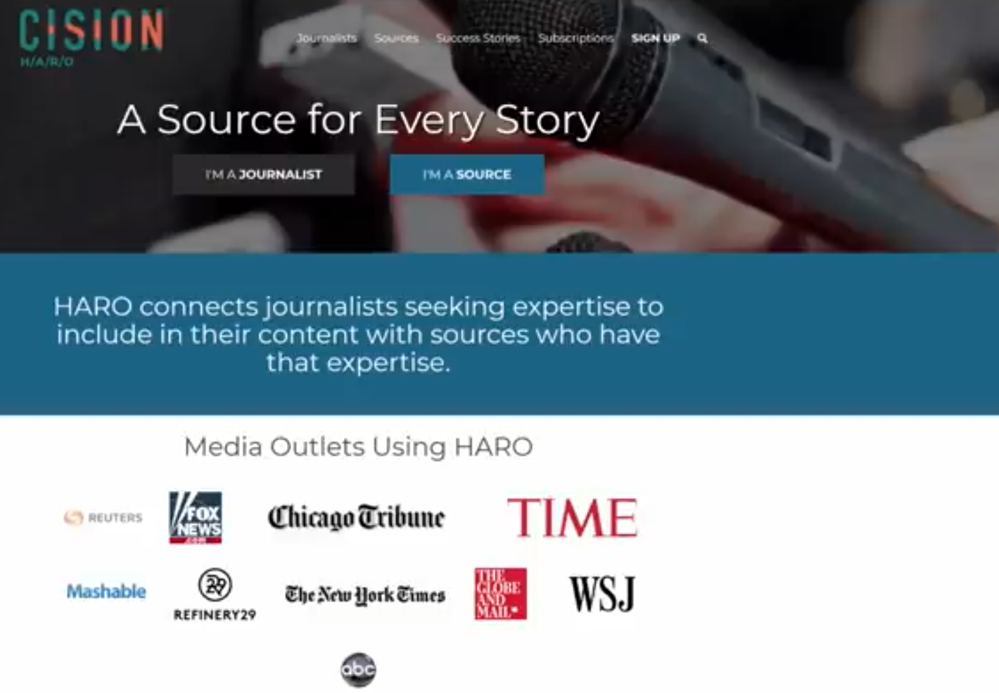 CISION
H/A/R/O
Journalists Sources Success Stories Subscriptions SIGN UP
A Source for Every Story
I'M A JOURNALIST I'M A SOURCE
HARO connects journalists seeking expertise to
include in their content with sources who have
that expertise.
Media Outlets Using HARO
REUTERS
FOX
NEWS
.com
Chicago Tribune
TIME
Mashable
29
REFINERY29
The New York Times
THE
GLOBE
AND
MAIL
WSJ
abc